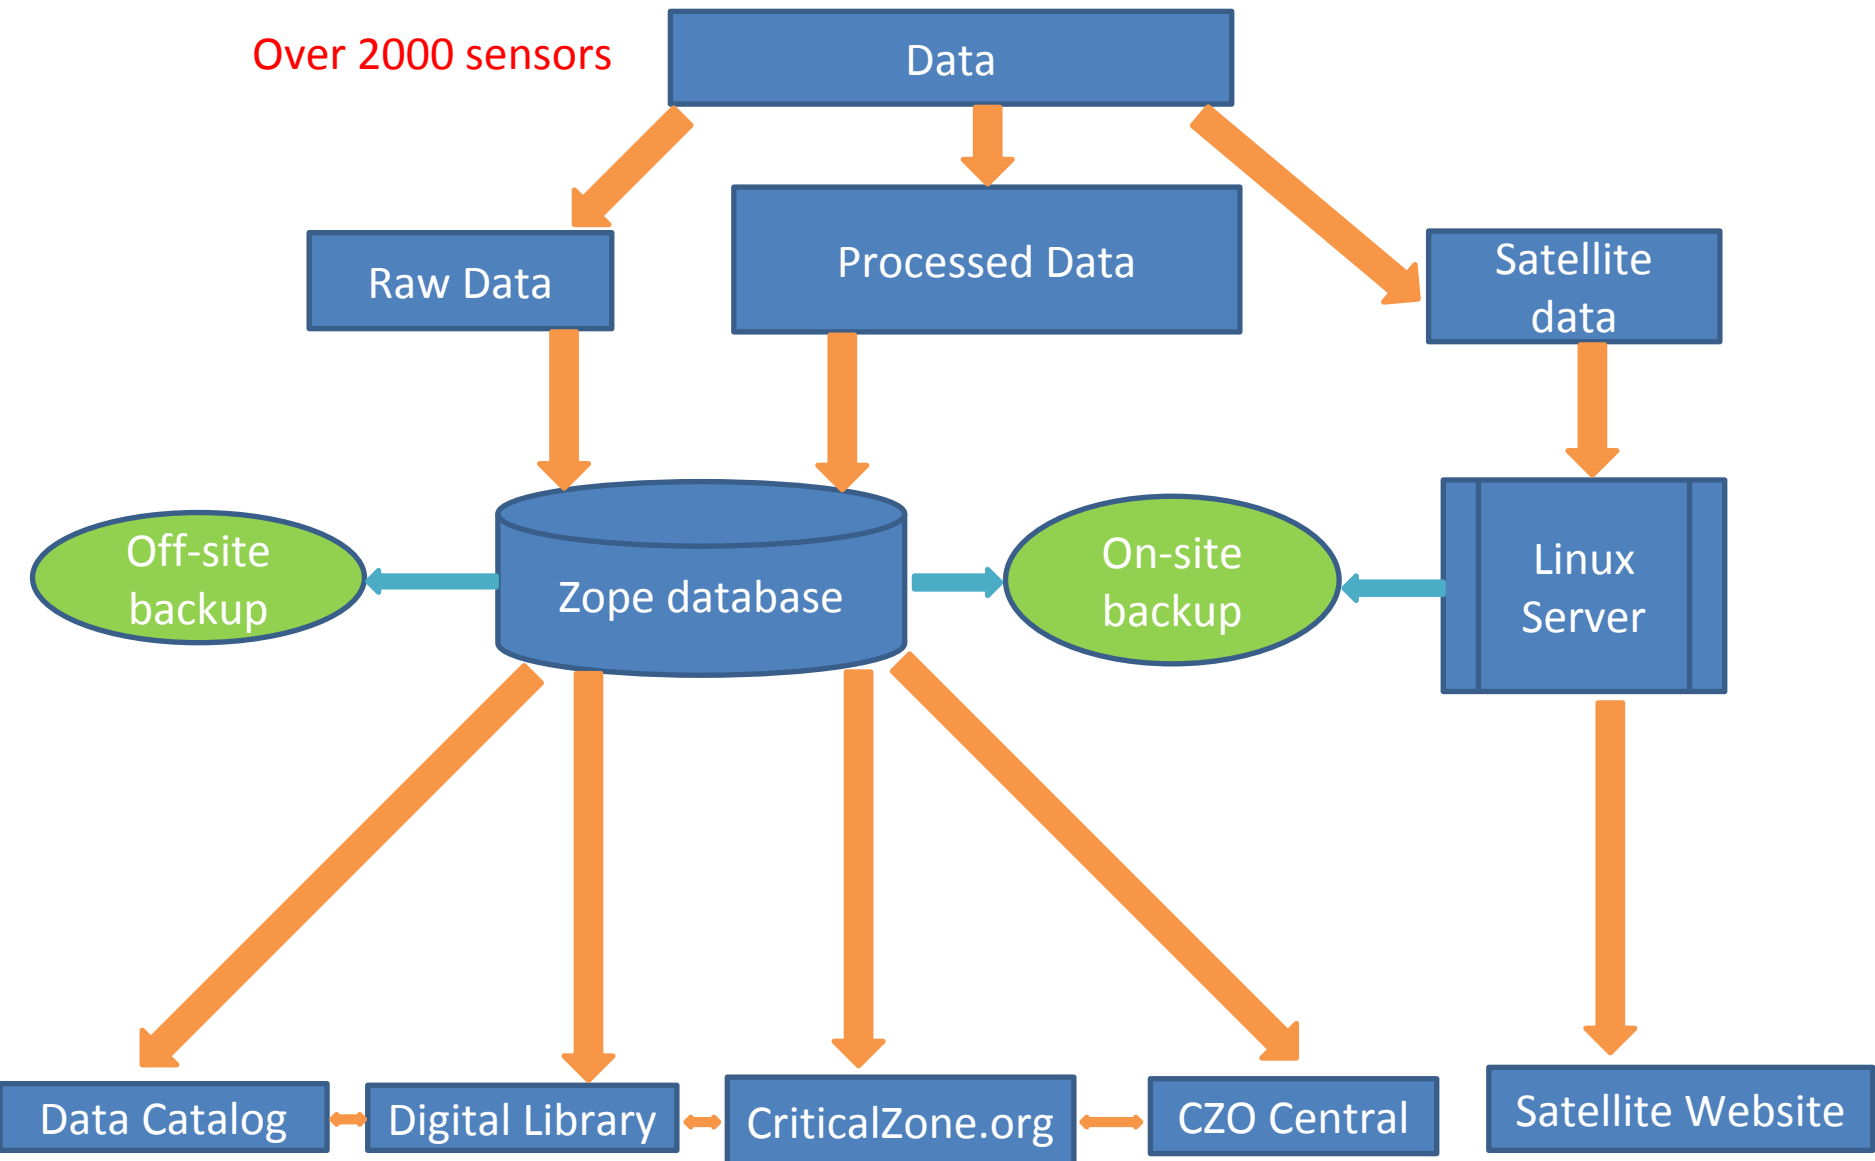 Over 2000 sensors
Data
Raw Data
Processed Data
Satellite
data
Off-site
backup
Zope database
On-site
backup
Linux
Server
Data Catalog
Digital Library
CriticalZone.org
CZO Central
Satellite Website